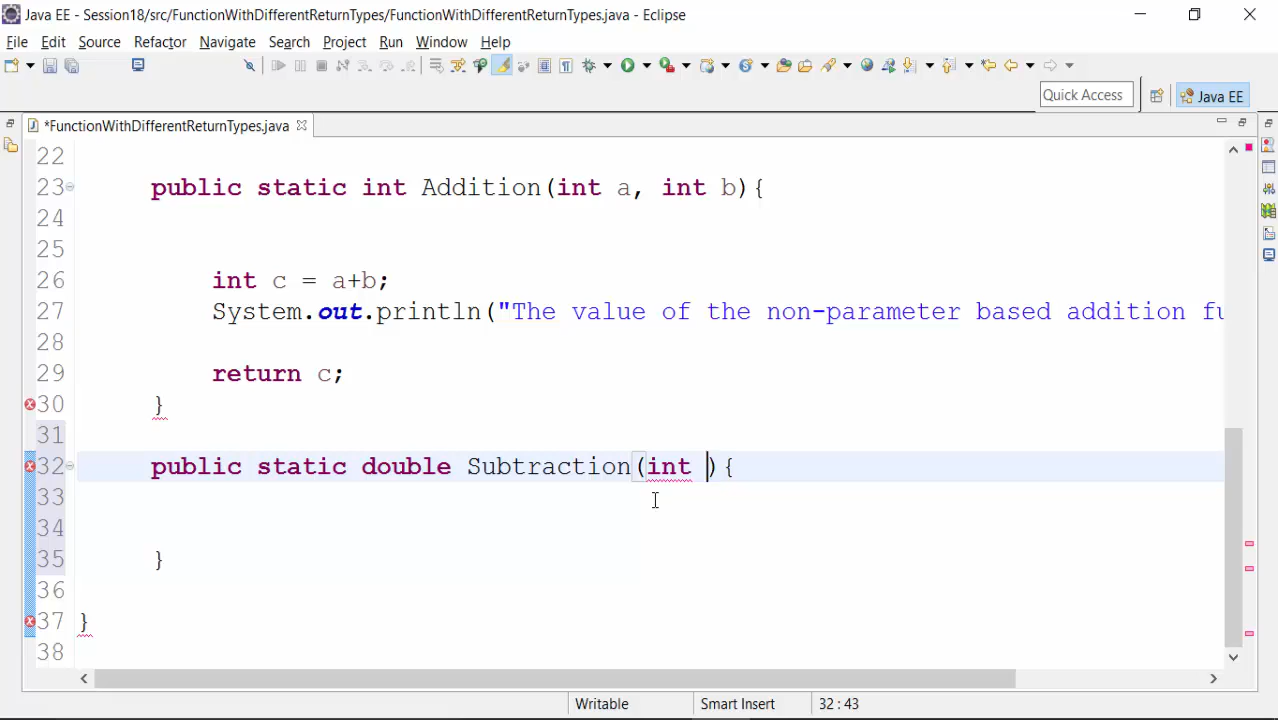 Java EE - Session18/src/FunctionWithDifferentReturnTypes/FunctionWithDifferentReturnTypes.java - Eclipse
File Edit Source Refactor Navigate Search Project Run Window Help
Quick Access
Java EE
*FunctionWithDifferentReturnTypes.java
22
23 public static int Addition(int a, int b){
24
25
26 int c = a+b;
27 System.out.println("The value of the non-parameter based addition fu
28
29 return c;
30 }
31
32 public static double Subtraction(int ){
33
34
35 }
36
37 }
38
Writable Smart Insert 32 : 43